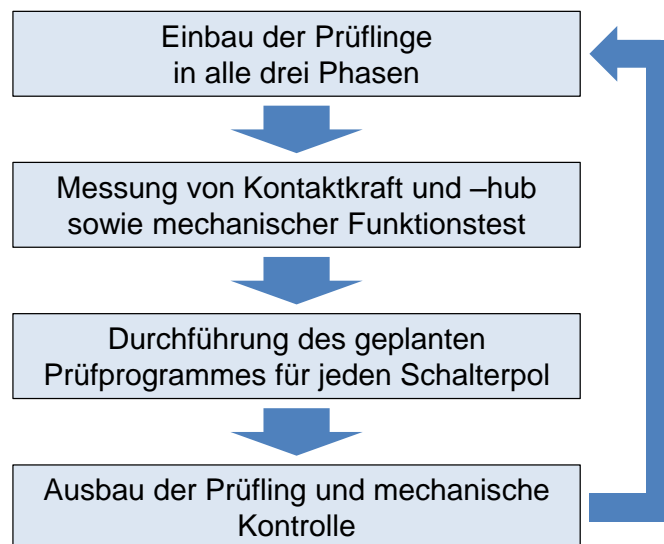 Einbau der Prüflinge
in alle drei Phasen
Messung von Kontaktkraft und –hub
sowie mechanischer Funktionstest
Durchführung des geplanten
Prüfprogrammes für jeden Schalterpol
Ausbau der Prüfling und mechanische
Kontrolle